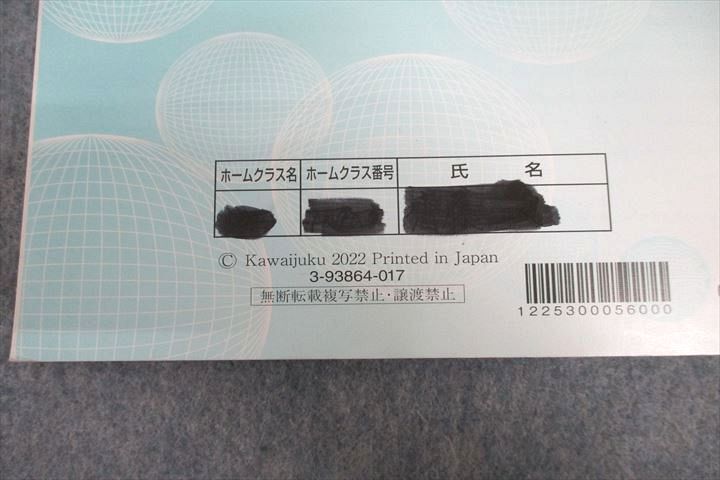 ホームクラス名 ホームクラス番号 氏 名
© Kawaijuku 2022 Printed in Japan
3-93864-017
無断転載複写禁止・譲渡禁止
1225300056000